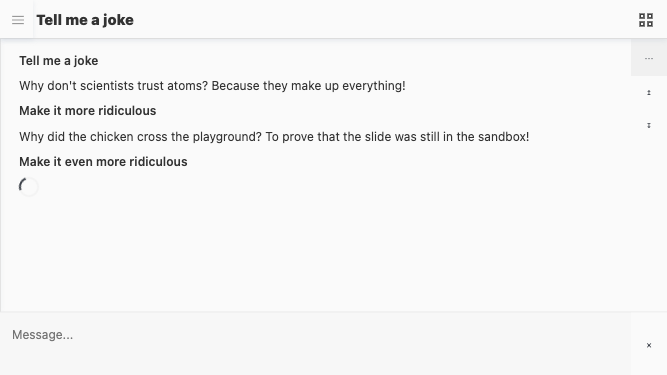 Tell me a joke
Tell me a joke
Why don't scientists trust atoms? Because they make up everything!
Make it more ridiculous
Why did the chicken cross the playground? To prove that the slide was still in the sandbox!
Make it even more ridiculous
Message...